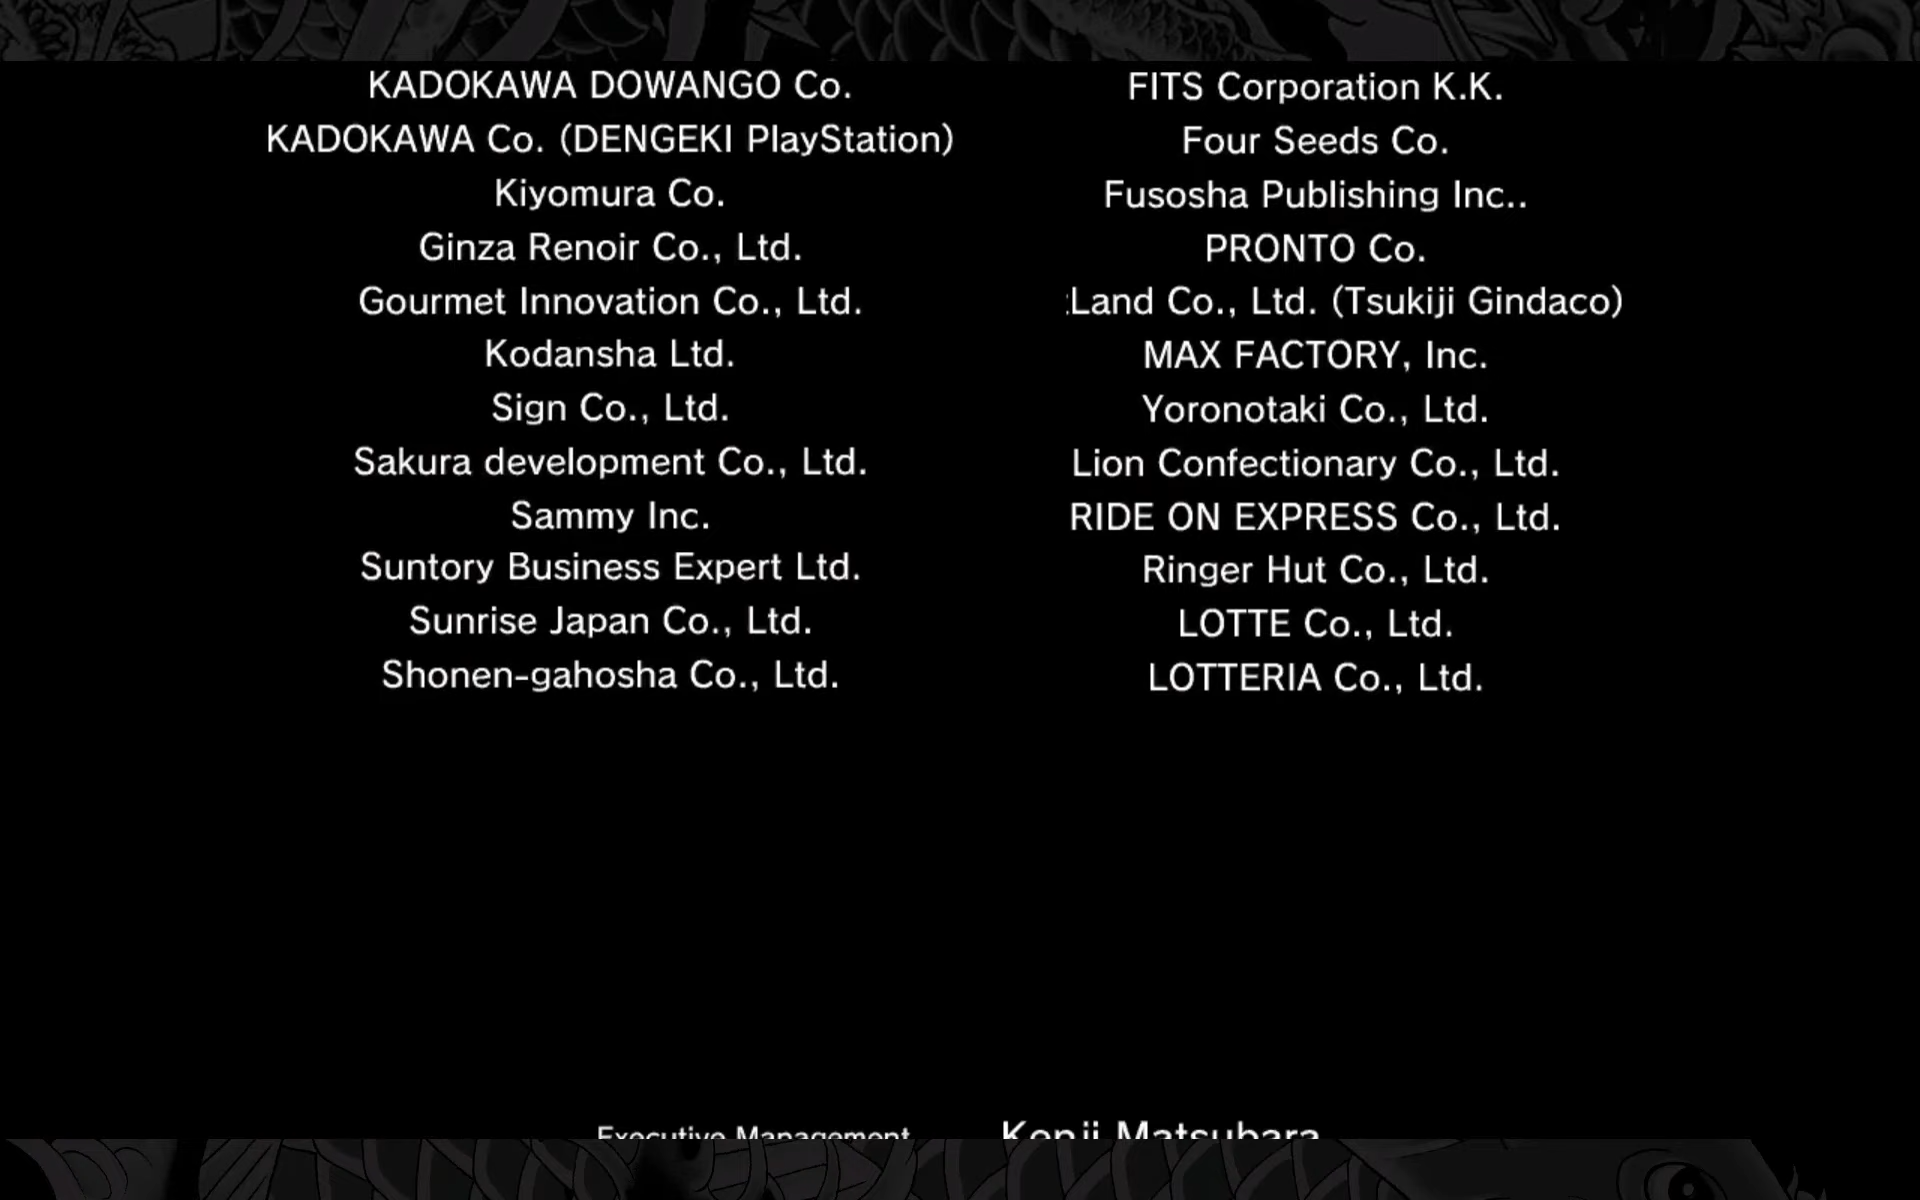 KADOKAWA DOWANGO Co.
KADOKAWA Co. (DENGEKI PlayStation)
Kiyomura Co.
Ginza Renoir Co., Ltd.
Gourmet Innovation Co., Ltd.
Kodansha Ltd.
Sign Co., Ltd.
Sakura development Co., Ltd.
Sammy Inc.
Suntory Business Expert Ltd.
Sunrise Japan Co., Ltd.
Shonen-gahosha Co., Ltd.
FITS Corporation K.K.
Four Seeds Co.
Fusosha Publishing Inc..
PRONTO Co.
Land Co., Ltd. (Tsukiji Gindaco)
MAX FACTORY, Inc.
Yoronotaki Co., Ltd.
Lion Confectionary Co., Ltd.
RIDE ON EXPRESS Co., Ltd.
Ringer Hut Co., Ltd.
LOTTE Co., Ltd.
LOTTERIA Co., Ltd.
Executive Management Kenji Matsubara